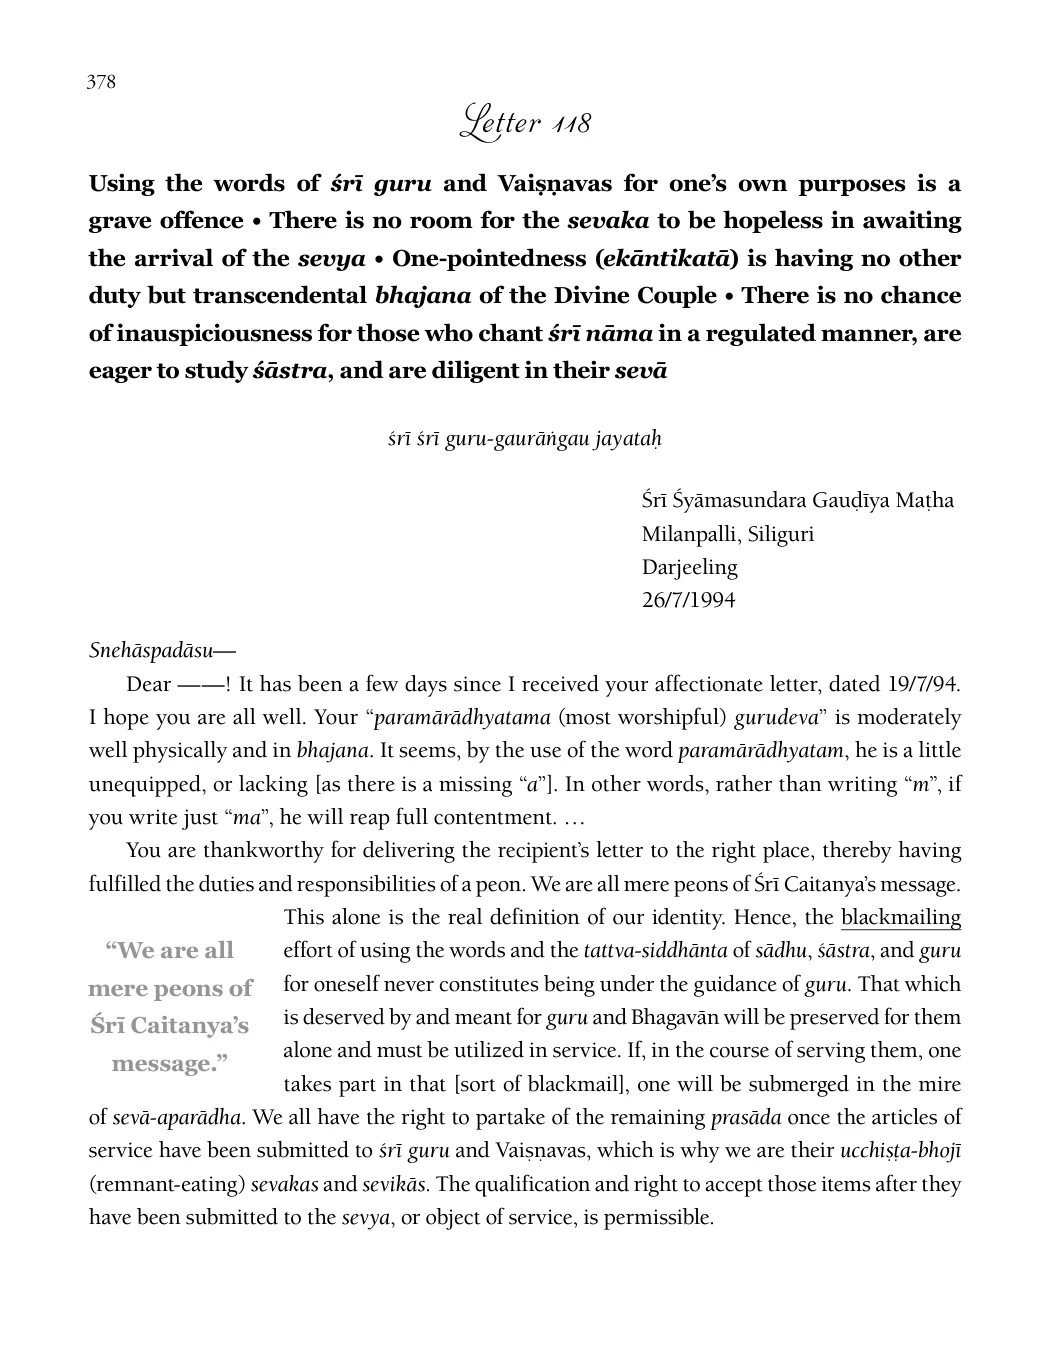 378
Letter 118
Using the words of śrī guru and Vaiṣṇavas for one’s own purposes is a
grave offence • There is no room for the sevaka to be hopeless in awaiting
the arrival of the sevya • One-pointedness (ekāntikatā) is having no other
duty but transcendental bhajana of the Divine Couple • There is no chance
of inauspiciousness for those who chant śrī nāma in a regulated manner, are
eager to study śāstra, and are diligent in their sevā
śrī śrī guru-gaurāṅgau jayataḥ
Śrī Śyāmasundara Gauḍīya Maṭha
Milanpalli, Siliguri
Darjeeling
26/7/1994
Snehāspadāsu—
Dear ——! It has been a few days since I received your affectionate letter, dated 19/7/94.
I hope you are all well. Your “paramārādhyatama (most worshipful) gurudeva” is moderately
well physically and in bhajana. It seems, by the use of the word paramārādhyatam, he is a little
unequipped, or lacking [as there is a missing “a”]. In other words, rather than writing “m”, if
you write just “ma”, he will reap full contentment. …
You are thankworthy for delivering the recipient’s letter to the right place, thereby having
fulfilled the duties and responsibilities of a peon. We are all mere peons of Śrī Caitanya’s message.
This alone is the real definition of our identity. Hence, the blackmailing
effort of using the words and the tattva-siddhānta of sādhu, śāstra, and guru
for oneself never constitutes being under the guidance of guru. That which
is deserved by and meant for guru and Bhagavān will be preserved for them
alone and must be utilized in service. If, in the course of serving them, one
takes part in that [sort of blackmail], one will be submerged in the mire
“We are all
mere peons of
Śrī Caitanya’s
message.”
of sevā-aparādha. We all have the right to partake of the remaining prasāda once the articles of
service have been submitted to śrī guru and Vaiṣṇavas, which is why we are their ucchiṣṭa-bhojī
(remnant-eating) sevakas and sevikās. The qualification and right to accept those items after they
have been submitted to the sevya, or object of service, is permissible.